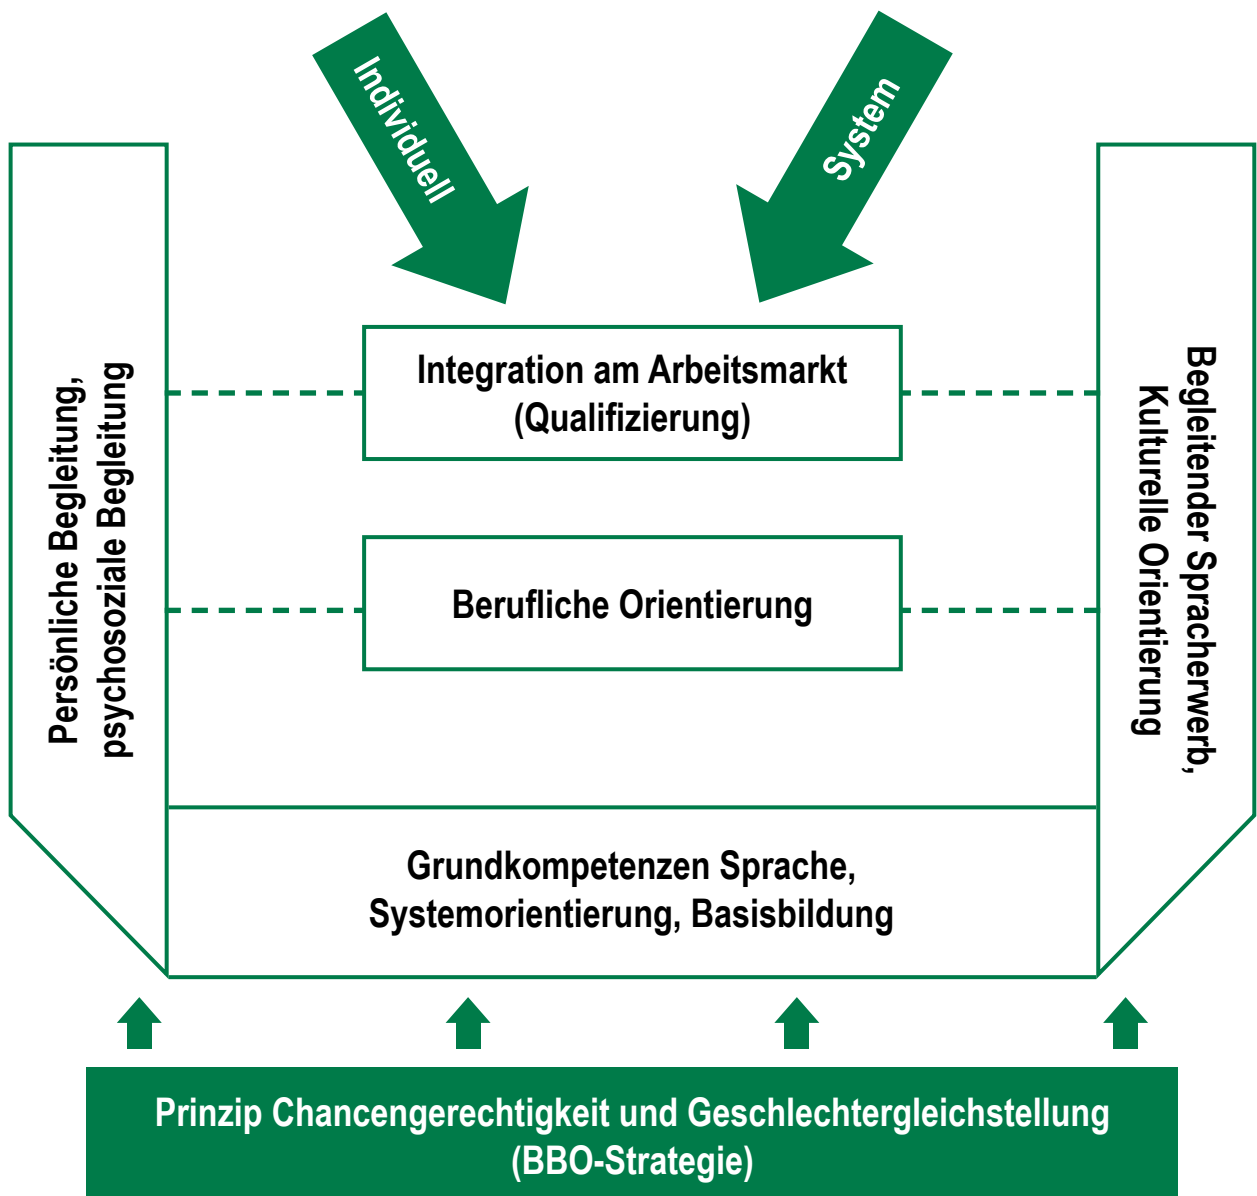 Individuell
System
Persönliche Begleitung,
psychosoziale Begleitung
Integration am Arbeitsmarkt
(Qualifizierung)
Berufliche Orientierung
Begleitender Spracherwerb,
Kulturelle Orientierung
Grundkompetenzen Sprache,
Systemorientierung, Basisbildung
Prinzip Chancengerechtigkeit und Geschlechtergleichstellung
(BBO-Strategie)